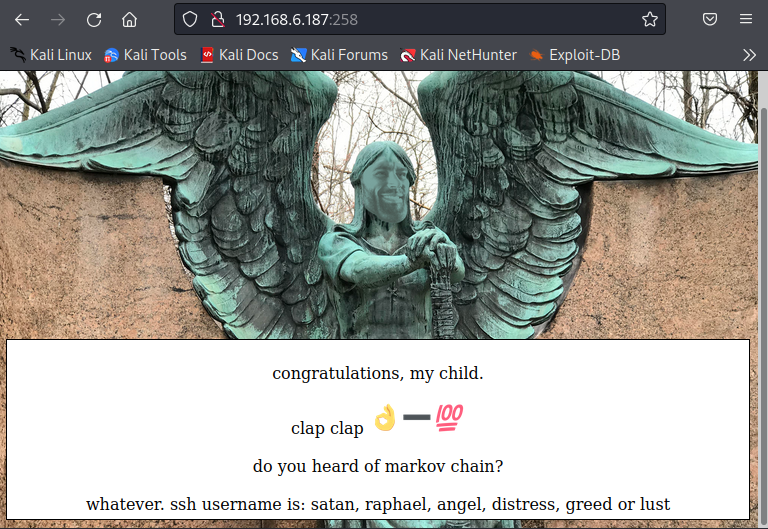 192.168.6.187:258
Kali Linux Kali Tools Kali Docs Kali Forums Kali NetHunter Exploit-DB
congratulations, my child.
clap clap 👌➖💯
do you heard of markov chain?
whatever. ssh username is: satan, raphael, angel, distress, greed or lust